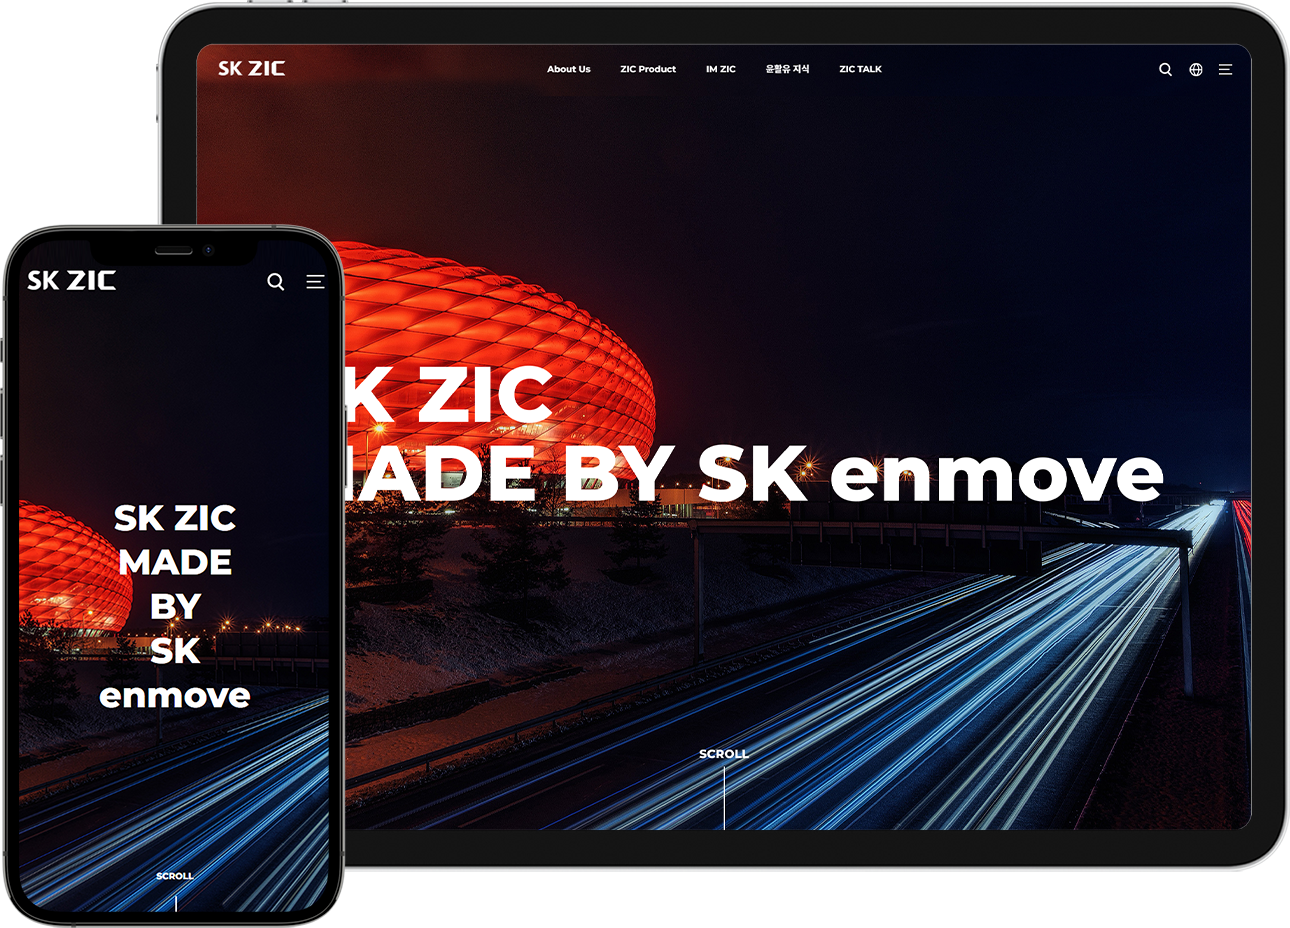 SK ZIC
About Us
ZIC Product
IM ZIC
윤활유 지식
ZIC TALK
K ZIC
MADE BY SK enmove
SCROLL
SK ZIC
SK ZIC
MADE
BY
SK
enmove
SCROLL